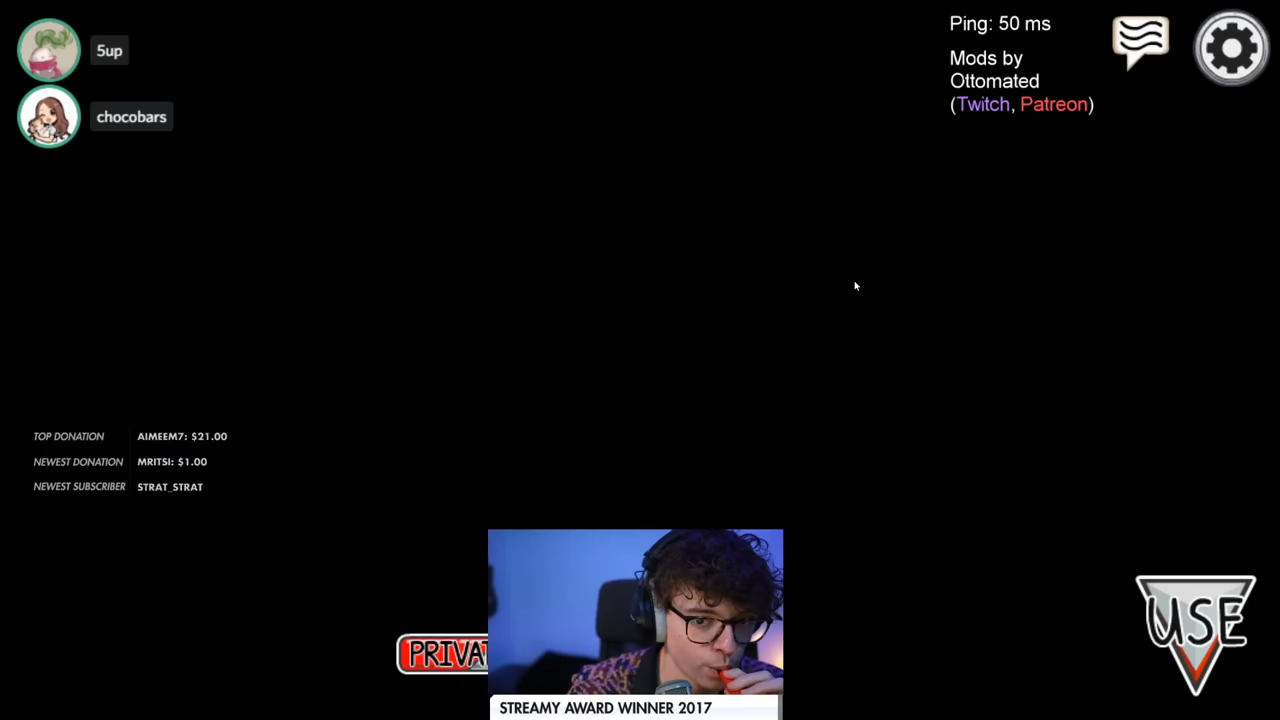 5up
chocobars
Ping: 50 ms
Mods by
Ottomated
(Twitch, Patreon)
TOP DONATION AIMEEM7: $21.00
NEWEST DONATION MRITSI: $1.00
NEWEST SUBSCRIBER STRAT_STRAT
PRIVA
USE
STREAMY AWARD WINNER 2017